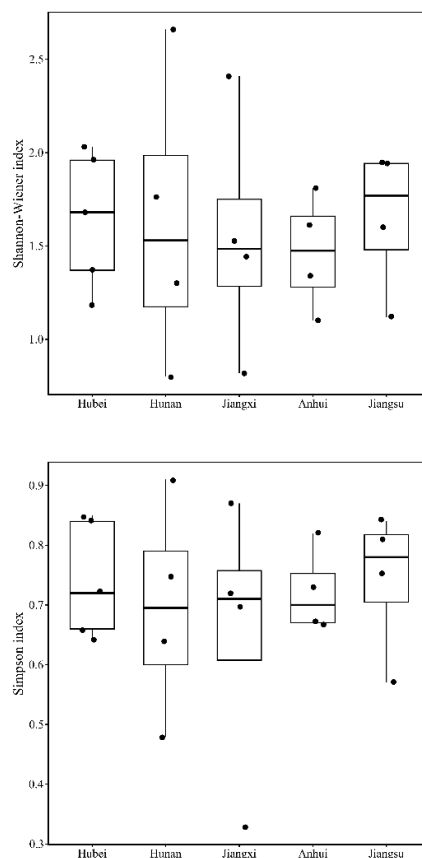 Shannon-Wiener index
2.5
2.0
1.5
1.0
Hubei Hunan Jiangxi Anhui Jiangsu
Simpson index
0.9
0.8
0.7
0.6
0.5
0.4
0.3
Hubei Hunan Jiangxi Anhui Jiangsu